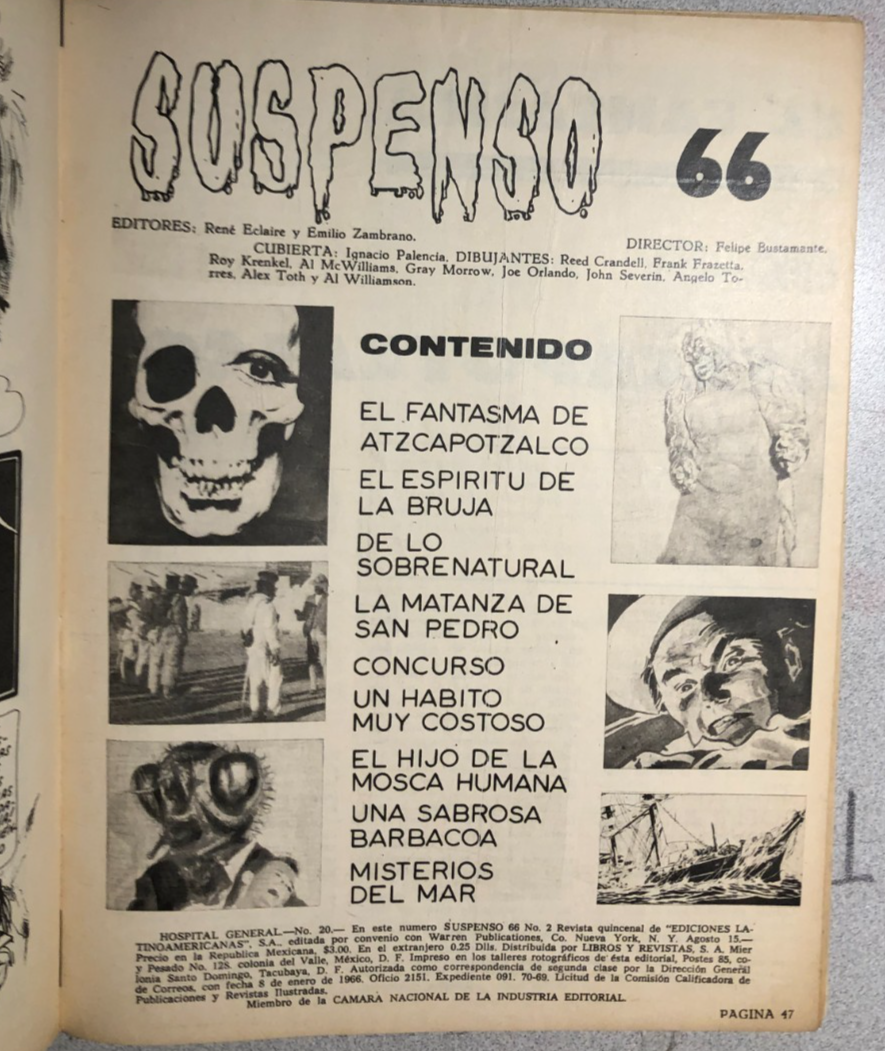 SUSPENSO 66
EDITORES: René Eclaire y Emilio Zambrano.
DIRECTOR: Felipe Bustamante.
CUBIERTA: Ignacio Palencia, DIBUJANTES: Reed Crandell, Frank Frazetta,
Roy Krenkel, Al McWilliams, Gray Morrow, Joe Orlando, John Severin, Angelo To-
rres, Alex Toth y Al Williamson.
CONTENIDO
EL FANTASMA DE
ATZCAPOTZALCO
EL ESPIRITU DE
LA BRUJA
DE LO
SOBRENATURAL
LA MATANZA DE
SAN PEDRO
CONCURSO
UN HABITO
MUY COSTOSO
EL HIJO DE LA
MOSCA HUMANA
UNA SABROSA
BARBACOA
MISTERIOS
DEL MAR
HOSPITAL GENERAL—No. 20.— En este numero SUSPENSO 66 No. 2 Revista quincenal de "EDICIONES LA-
TINOAMERICANAS", S.A., editada por convenio con Warren Publicationes, Co. Nueva York, N. Y. Agosto 15.—
Precio en la Republica Mexicana, $3.00. En el extranjero 0.25 Dlls. Distribuida por LIBROS Y REVISTAS, S. A. Mier
y Pesado No. 128. colonia del Valle, México, D. F. Impreso en los talleres rotográficos de ésta editorial, Postes 85, co-
lonia Santo Domingo, Tacubaya, D. F. Autorizada como correspondencia de segunda clase por la Dirección General
de Correos, con fecha 8 de enero de 1966. Oficio 2151. Expediente 091. 70-69. Licitud de la Comisión Calificadora de
Publicaciones y Revistas Ilustradas.
Miembro de la CAMARA NACIONAL DE LA INDUSTRIA EDITORIAL.
PAGINA 47